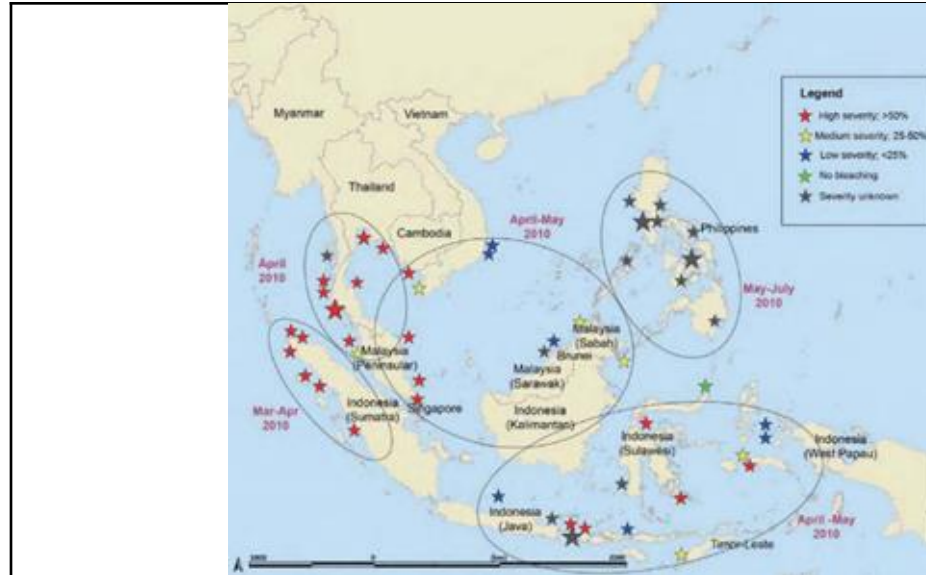 Myanmar
Vietnam
Thailand
Cambodia
Philippines
April-May
2010
April
2010
May-July
2010
Malaysia
(Peninsular)
Malaysia
(Sabah)
Brunei
Malaysia
(Sarawak)
Mar-Apr
2010
Indonesia
(Sumatra)
Singapore
Indonesia
(Kalimantan)
Indonesia
(Sulawesi)
Indonesia
(West Papau)
Indonesia
(Java)
Timor-Leste
April -May
2010
Legend
High severity; >50%
Medium severity, 25-50%
Low severity; <25%
No bleaching
Severity unknown
0